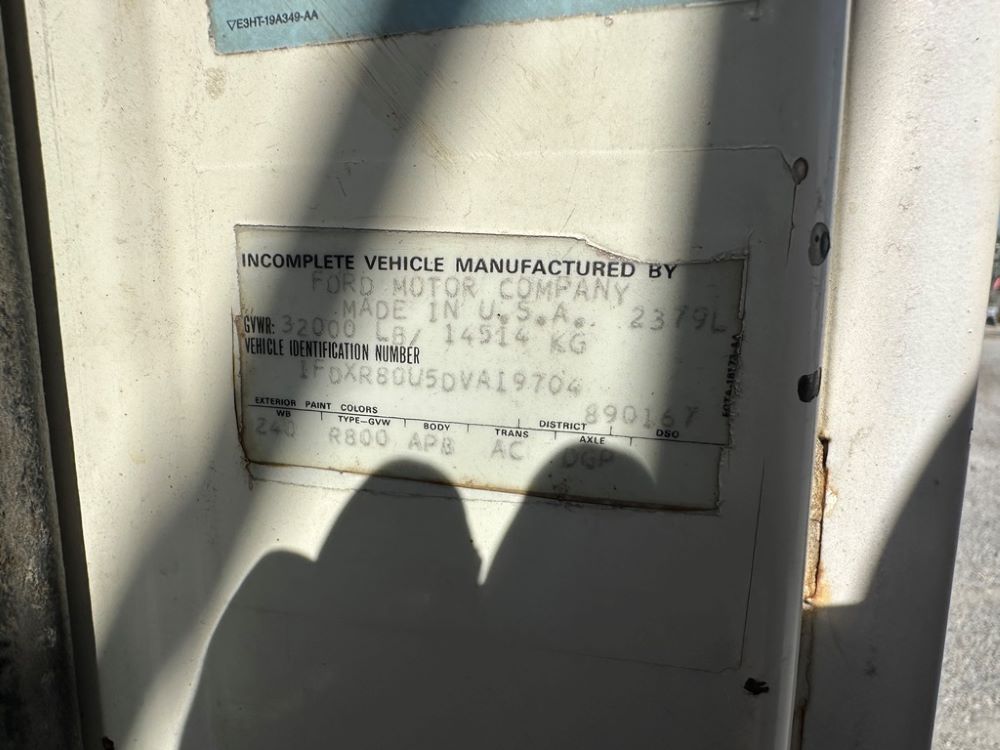 ▽E3HT-19A349-AA
INCOMPLETE VEHICLE MANUFACTURED BY
FORD MOTOR COMPANY
MADE IN U.S.A. 2379L
GVWR: 32000 LB/ 14514 KG
VEHICLE IDENTIFICATION NUMBER
1FDXR80U5DVA19704
EXTERIOR PAINT COLORS 890167
WB TYPE-GVW BODY TRANS DISTRICT AXLE DSO
240 R800 APB AC DGP